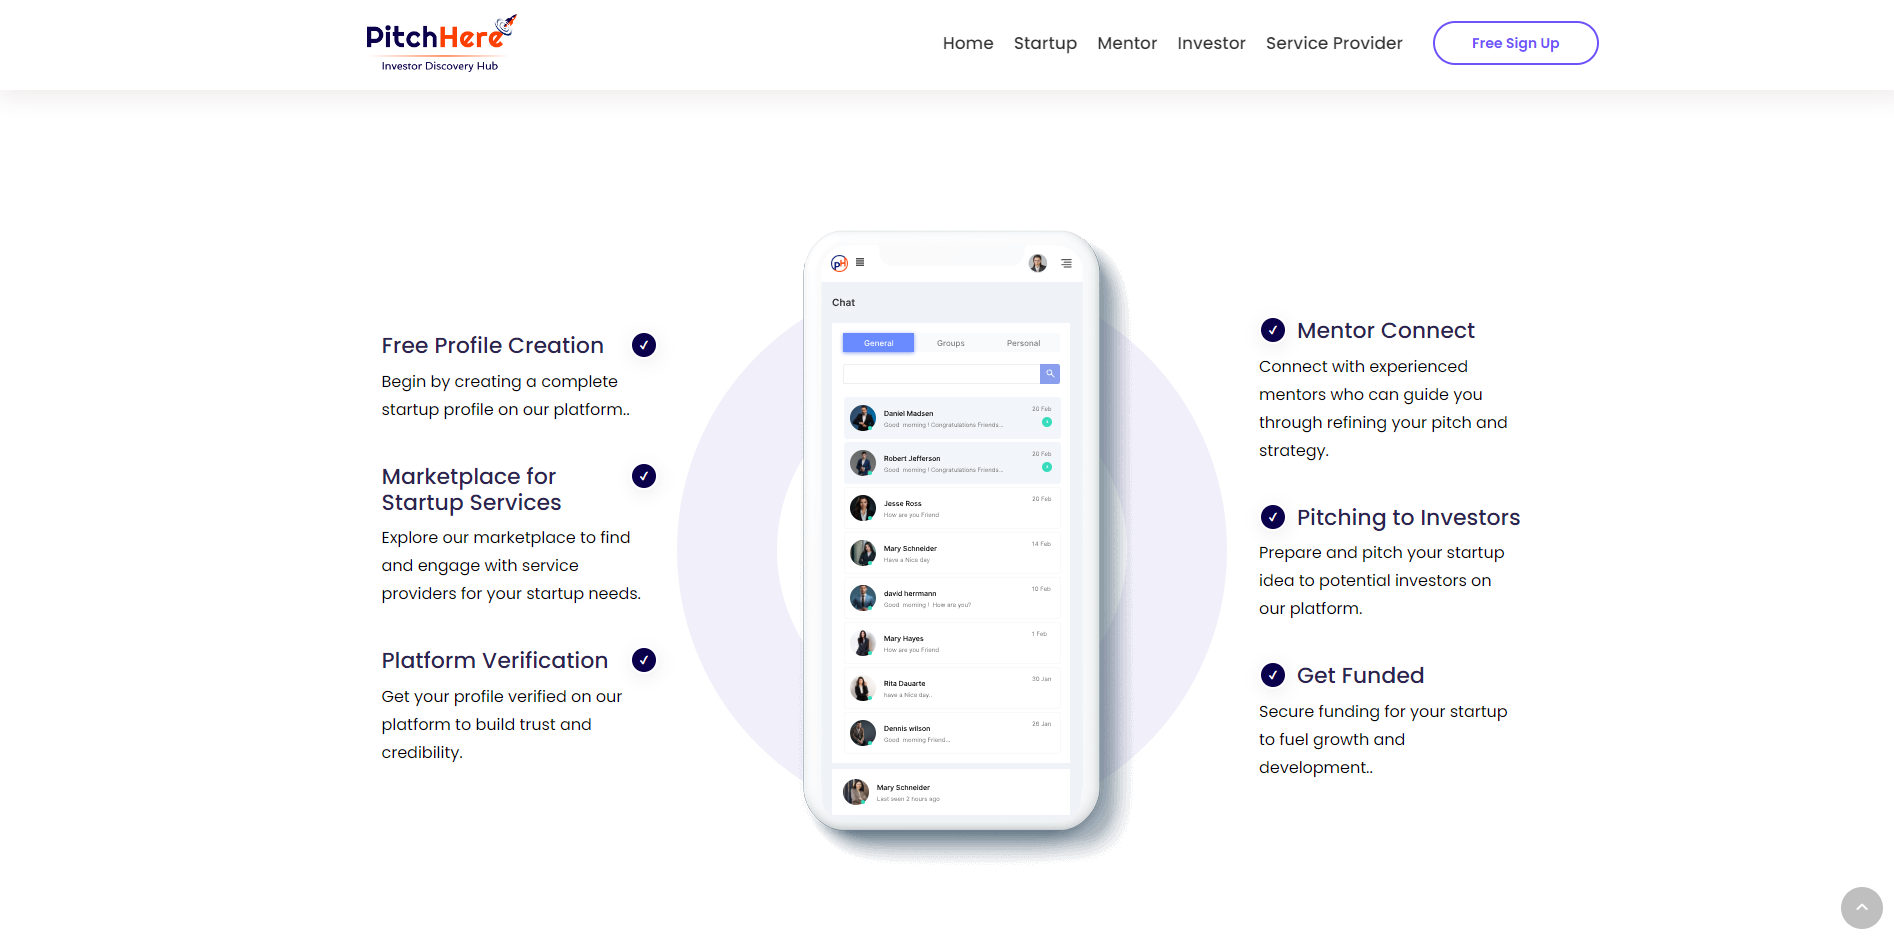 PitchHere
Investor Discovery Hub
Home Startup Mentor Investor Service Provider Free Sign Up
Free Profile Creation
Begin by creating a complete
startup profile on our platform..
Marketplace for
Startup Services
Explore our marketplace to find
and engage with service
providers for your startup needs.
Platform Verification
Get your profile verified on our
platform to build trust and
credibility.
PH
Chat
General Groups Personal
Daniel Madsen 20 Feb
Good morning ! Congratulations Friends...
Robert Jefferson 20 Feb
Good morning ! Congratulations Friends...
Jesse Ross 20 Feb
How are you Friend
Mary Schneider 14 Feb
Have a Nice day
david herrmann 10 Feb
Good morning ! How are you?
Mary Hayes 1 Feb
How are you Friend
Rita Dauarte 30 Jan
have a Nice day..
Dennis wilson 26 Jan
Good morning Friend...
Mary Schneider
Last seen 2 hours ago
Mentor Connect
Connect with experienced
mentors who can guide you
through refining your pitch and
strategy.
Pitching to Investors
Prepare and pitch your startup
idea to potential investors on
our platform.
Get Funded
Secure funding for your startup
to fuel growth and
development..